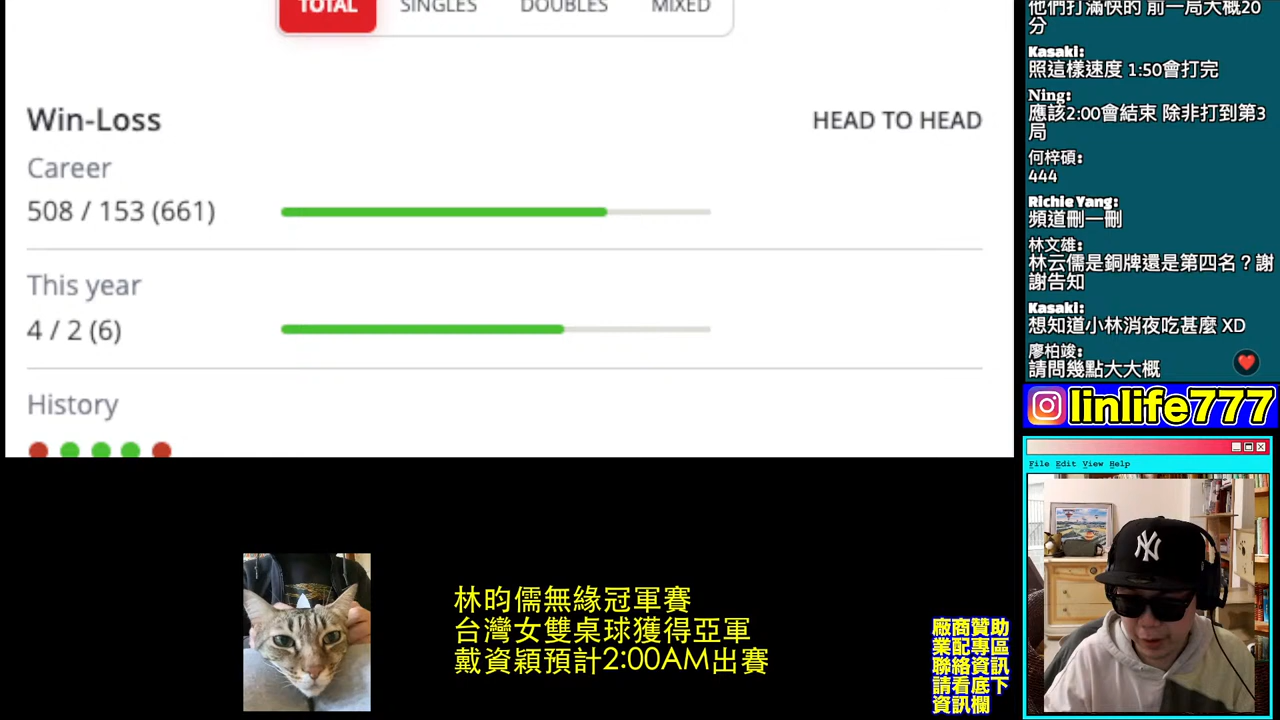 TOTAL
SINGLES
DOUBLES
MIXED
Win-Loss
HEAD TO HEAD
Career
508 / 153 (661)
This year
4 / 2 (6)
History
他們打滿快的 前一局大概20
分
Kasaki:
照這樣速度 1:50會打完
Ning:
應該2:00會結束 除非打到第3
局
何梓碩:
444
Richie Yang:
頻道刪一刪
林文雄:
林云儒是銅牌還是第四名？謝
謝告知
Kasaki:
想知道小林消夜吃甚麼 XD
廖柏竣:
請問幾點大大概
linlife777
File Edit View Help
NY
林昀儒無緣冠軍賽
台灣女雙桌球獲得亞軍
戴資穎預計2:00AM出賽
廠商贊助
業配專區
聯絡資訊
請看底下
資訊欄